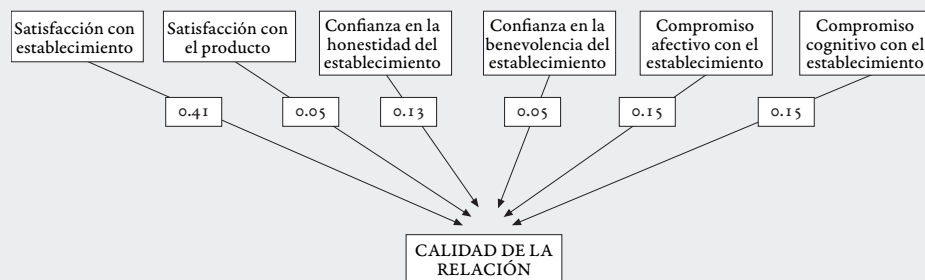 Satisfacción con
establecimiento
Satisfacción con
el producto
Confianza en la
honestidad del
establecimiento
Confianza en la
benevolencia del
establecimiento
Compromiso
afectivo con el
establecimiento
Compromiso
cognitivo con el
establecimiento
0.41
0.05
0.13
0.05
0.15
0.15
CALIDAD DE LA
RELACIÓN